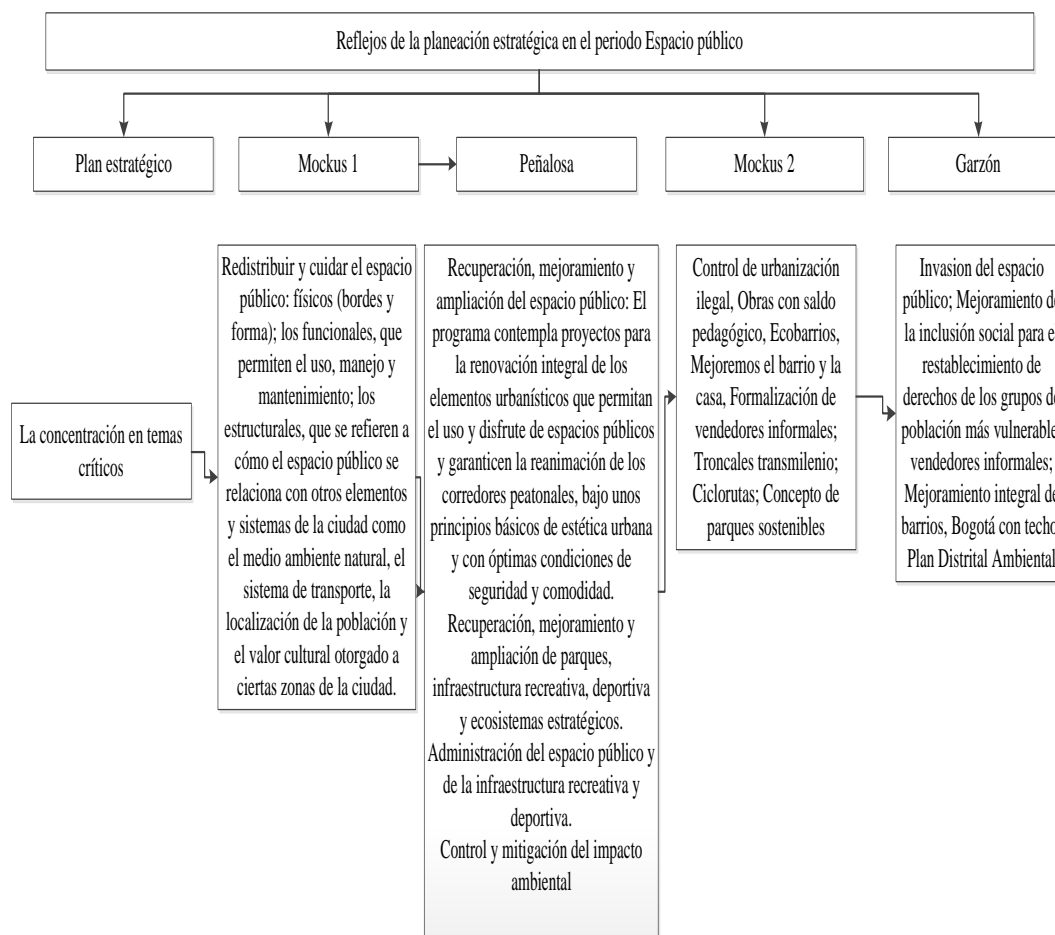 Reflejos de la planeación estratégica en el periodo Espacio público
Plan estratégico
Mockus 1
Peñalosa
Mockus 2
Garzón
La concentración en temas
críticos
Redistribuir y cuidar el espacio
público: físicos (bordes y
forma); los funcionales, que
permiten el uso, manejo y
mantenimiento; los
estructurales, que se refieren a
cómo el espacio público se
relaciona con otros elementos
y sistemas de la ciudad como
el medio ambiente natural, el
sistema de transporte, la
localización de la población y
el valor cultural otorgado a
ciertas zonas de la ciudad.
Recuperación, mejoramiento y
ampliación del espacio público: El
programa contempla proyectos para
la renovación integral de los
elementos urbanísticos que permitan
el uso y disfrute de espacios públicos
y garanticen la reanimación de los
corredores peatonales, bajo unos
principios básicos de estética urbana
y con óptimas condiciones de
seguridad y comodidad.
Recuperación, mejoramiento y
ampliación de parques,
infraestructura recreativa, deportiva
y ecosistemas estratégicos.
Administración del espacio público y
de la infraestructura recreativa y
deportiva.
Control y mitigación del impacto
ambiental
Control de urbanización
ilegal, Obras con saldo
pedagógico, Ecobarrios,
Mejoremos el barrio y la
casa, Formalización de
vendedores informales;
Troncales transmilenio;
Ciclorutas; Concepto de
parques sostenibles
Invasion del espacio
público; Mejoramiento de
la inclusión social para e
restablecimiento de
derechos de los grupos de
población más vulnerable
vendedores informales;
Mejoramiento integral de
barrios, Bogotá con techo
Plan Distrital Ambiental